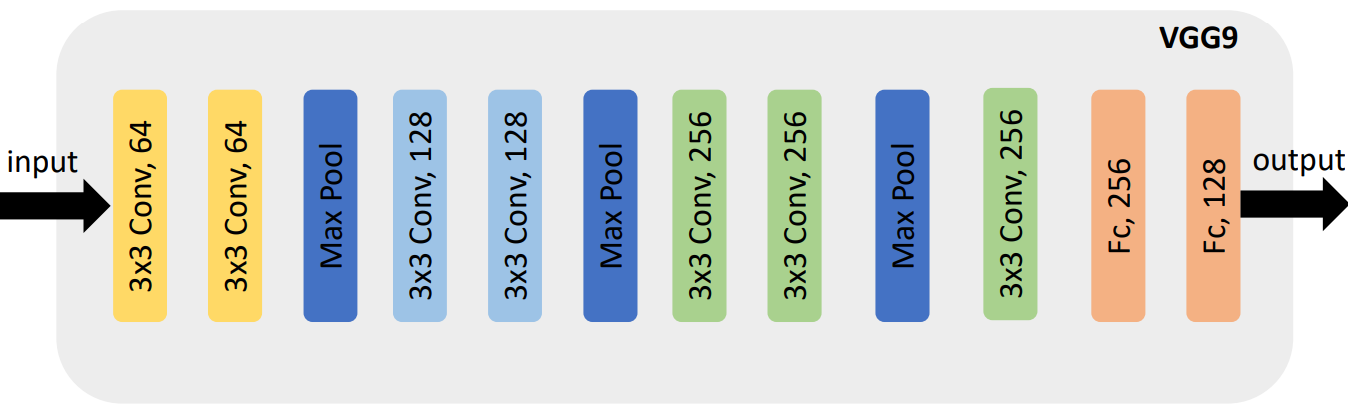 VGG9
input
3x3 Conv, 64
3x3 Conv, 64
Max Pool
3x3 Conv, 128
3x3 Conv, 128
Max Pool
3x3 Conv, 256
3x3 Conv, 256
Max Pool
3x3 Conv, 256
Fc, 256
Fc, 128
output